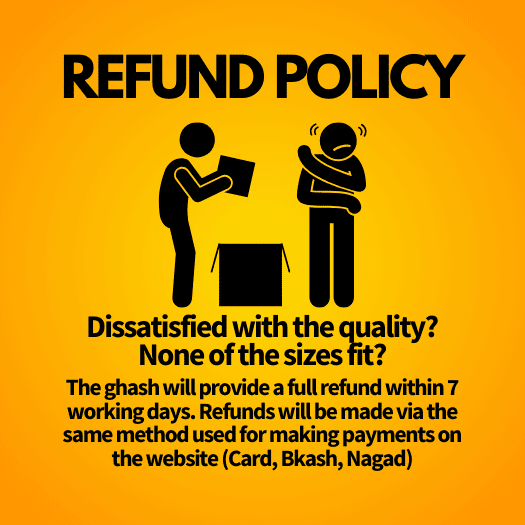 REFUND POLICY
Dissatisfied with the quality?
None of the sizes fit?
The ghash will provide a full refund within 7
working days. Refunds will be made via the
same method used for making payments on
the website (Card, Bkash, Nagad)